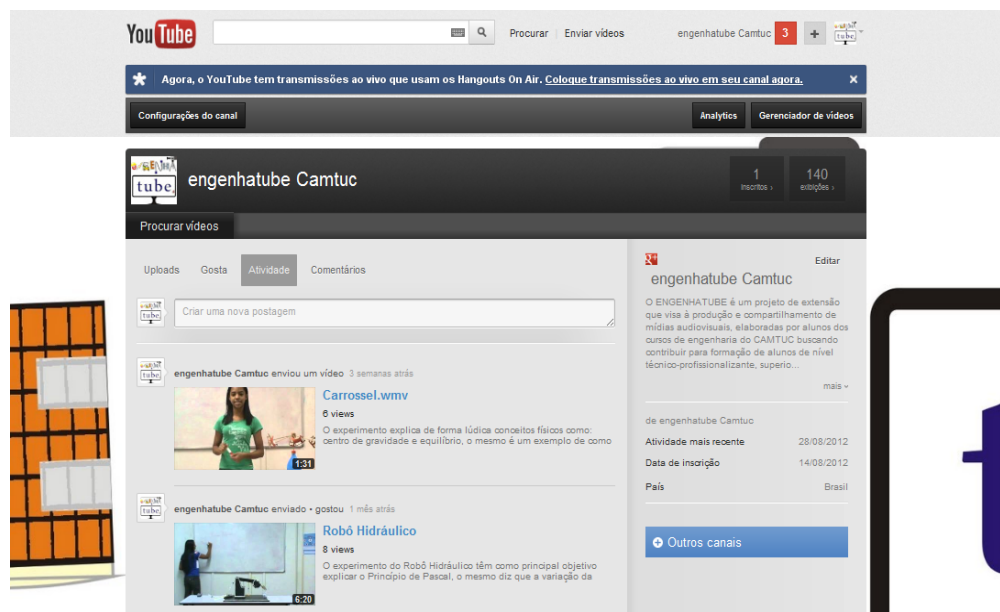 YouTube
Procurar
Enviar vídeos
engenhatube Camtuc
3
+
tube,
Agora, o YouTube tem transmissões ao vivo que usam os Hangouts On Air. Coloque transmissões ao vivo em seu canal agora.
x
Configurações do canal
Analytics
Gerenciador de vídeos
tube,
engenhatube Camtuc
1
inscritos ›
140
exibições ›
Procurar vídeos
Uploads
Gosta
Atividade
Comentários
tube,
Criar uma nova postagem
tube,
engenhatube Camtuc enviou um vídeo 3 semanas atrás
Carrossel.wmv
6 views
O experimento explica de forma lúdica conceitos físicos como:
centro de gravidade e equilíbrio, o mesmo é um exemplo de como
1:31
tube,
engenhatube Camtuc enviado • gostou 1 mês atrás
Robô Hidráulico
8 views
O experimento do Robô Hidráulico têm como principal objetivo
explicar o Princípio de Pascal, o mesmo diz que a variação da
6:20
Editar
engenhatube Camtuc
O ENGENHATUBE é um projeto de extensão
que visa à produção e compartilhamento de
mídias audiovisuais, elaboradas por alunos dos
cursos de engenharia do CAMTUC buscando
contribuir para formação de alunos de nível
técnico-profissionalizante, superio...
mais
de engenhatube Camtuc
Atividade mais recente 28/08/2012
Data de inscrição 14/08/2012
País Brasil
Outros canais